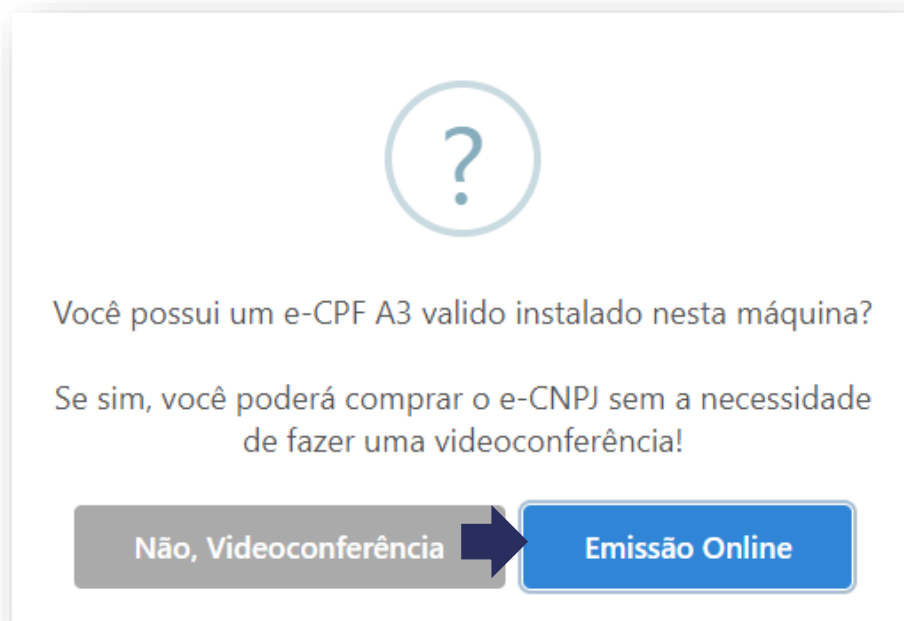 ?
Você possui um e-CPF A3 valido instalado nesta máquina?
Se sim, você poderá comprar o e-CNPJ sem a necessidade
de fazer uma videoconferência!
Não, Videoconferência
Emissão Online